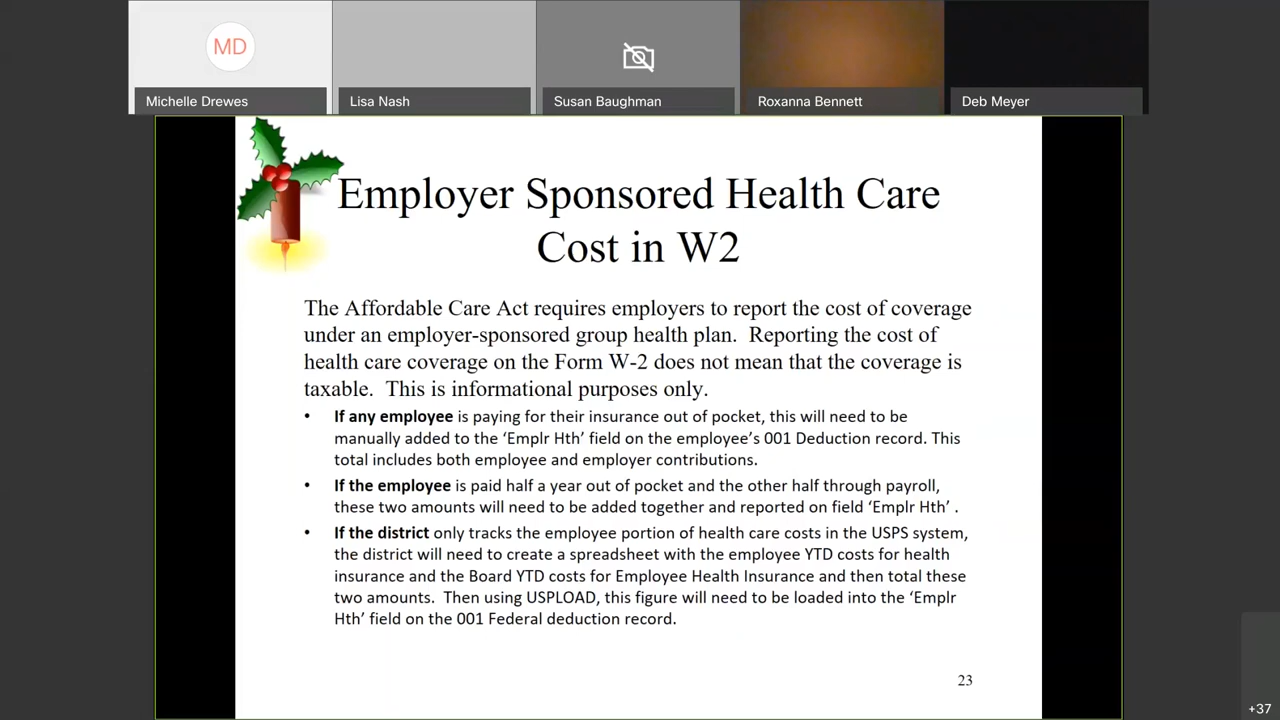 MD
Michelle Drewes
Lisa Nash
Susan Baughman
Roxanna Bennett
Deb Meyer
Employer Sponsored Health Care
Cost in W2
The Affordable Care Act requires employers to report the cost of coverage
under an employer-sponsored group health plan.  Reporting the cost of
health care coverage on the Form W-2 does not mean that the coverage is
taxable.  This is informational purposes only.
• If any employee is paying for their insurance out of pocket, this will need to be
manually added to the ‘Emplr Hth’ field on the employee’s 001 Deduction record. This
total includes both employee and employer contributions.
• If the employee is paid half a year out of pocket and the other half through payroll,
these two amounts will need to be added together and reported on field ‘Emplr Hth’ .
• If the district only tracks the employee portion of health care costs in the USPS system,
the district will need to create a spreadsheet with the employee YTD costs for health
insurance and the Board YTD costs for Employee Health Insurance and then total these
two amounts.  Then using USPLOAD, this figure will need to be loaded into the ‘Emplr
Hth’ field on the 001 Federal deduction record.
23
+37